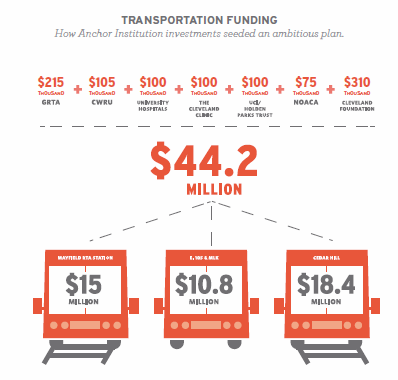 TRANSPORTATION FUNDING
How Anchor Institution investments seeded an ambitious plan.
$215 + $105 + $100 + $100 + $100 + $75 + $310
THOUSAND THOUSAND THOUSAND THOUSAND THOUSAND THOUSAND THOUSAND
GRTA CWRU UNIVERSITY HOSPITALS THE CLEVELAND CLINIC UCI/ HOLDEN PARKS TRUST NOACA CLEVELAND FOUNDATION
$44.2
MILLION
MAYFIELD RTA STATION E. 105 & MLK CEDAR HILL
$15 $10.8 $18.4
MILLION MILLION MILLION